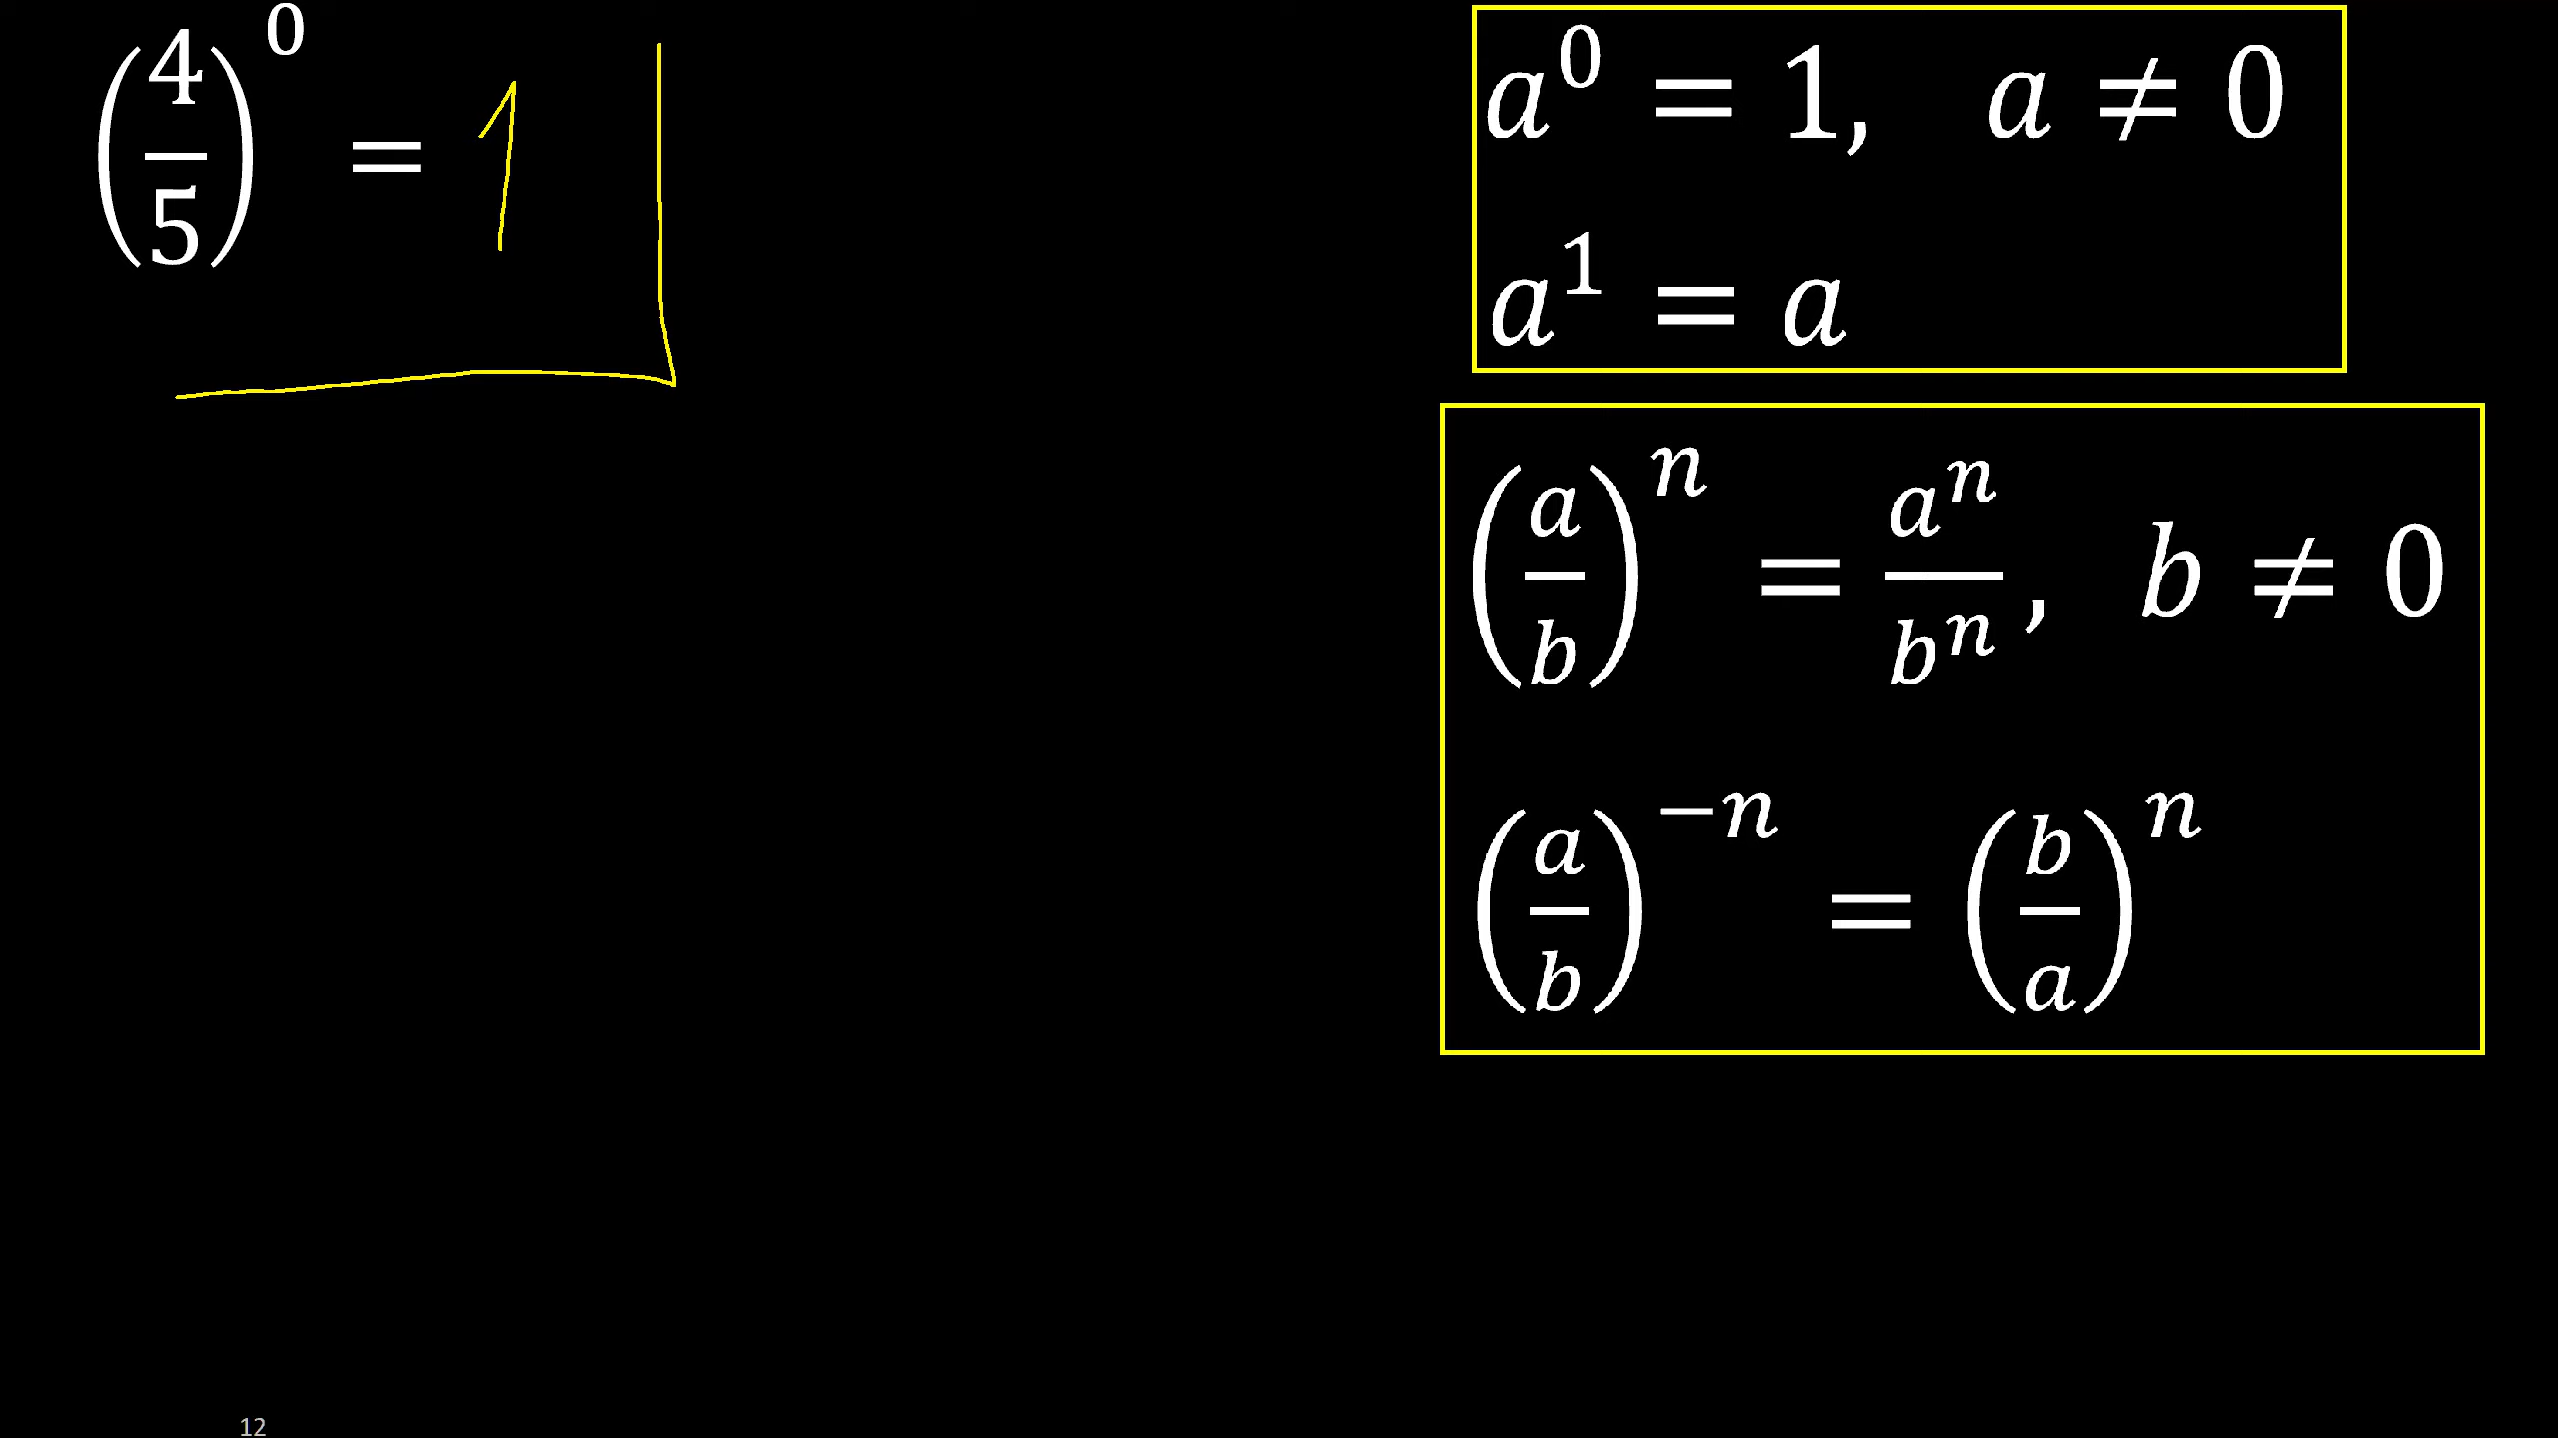 (4/5)^0 = 1
a^0 = 1, a ≠ 0
a^1 = a
(a/b)^n = a^n/b^n, b ≠ 0
(a/b)^−n = (b/a)^n
12